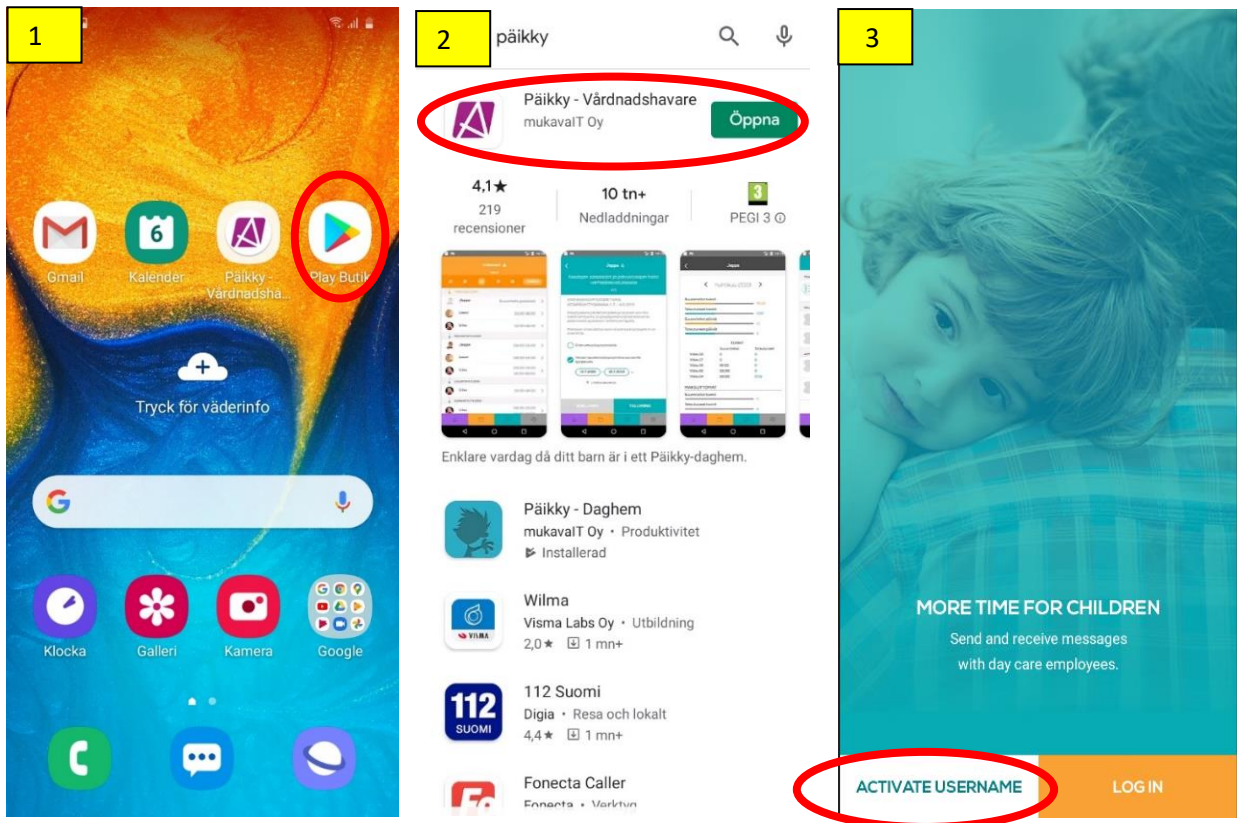 1
6
Gmail
Kalender
Päikky -
Vårdnadsha...
Play Butik
Tryck för väderinfo
Klocka
Galleri
Kamera
Google
2
päikky
Päikky - Vårdnadshavare
mukavaIT Oy
Öppna
4,1★
219
recensioner
10 tn+
Nedladdningar
3
PEGI 3
Enklare vardag då ditt barn är i ett Päikky-daghem.
Päikky - Daghem
mukavaIT Oy • Produktivitet
Installerad
VISMA
Wilma
Visma Labs Oy • Utbildning
2,0★ 1 mn+
112
SUOMI
112 Suomi
Digia • Resa och lokalt
4,4★ 1 mn+
Fonecta Caller
Fonecta • Verktyg
3
MORE TIME FOR CHILDREN
Send and receive messages
with day care employees.
ACTIVATE USERNAME
LOG IN